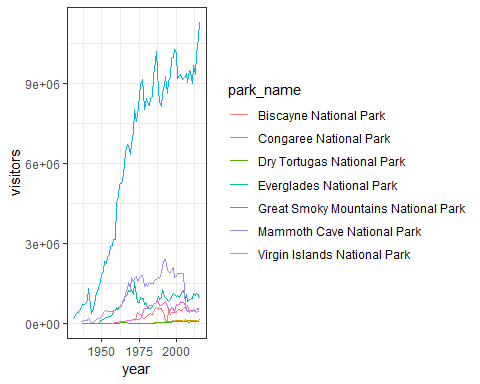 9e+06
6e+06
3e+06
0e+00
visitors
1950
1975
2000
year
park_name
Biscayne National Park
Congaree National Park
Dry Tortugas National Park
Everglades National Park
Great Smoky Mountains National Park
Mammoth Cave National Park
Virgin Islands National Park